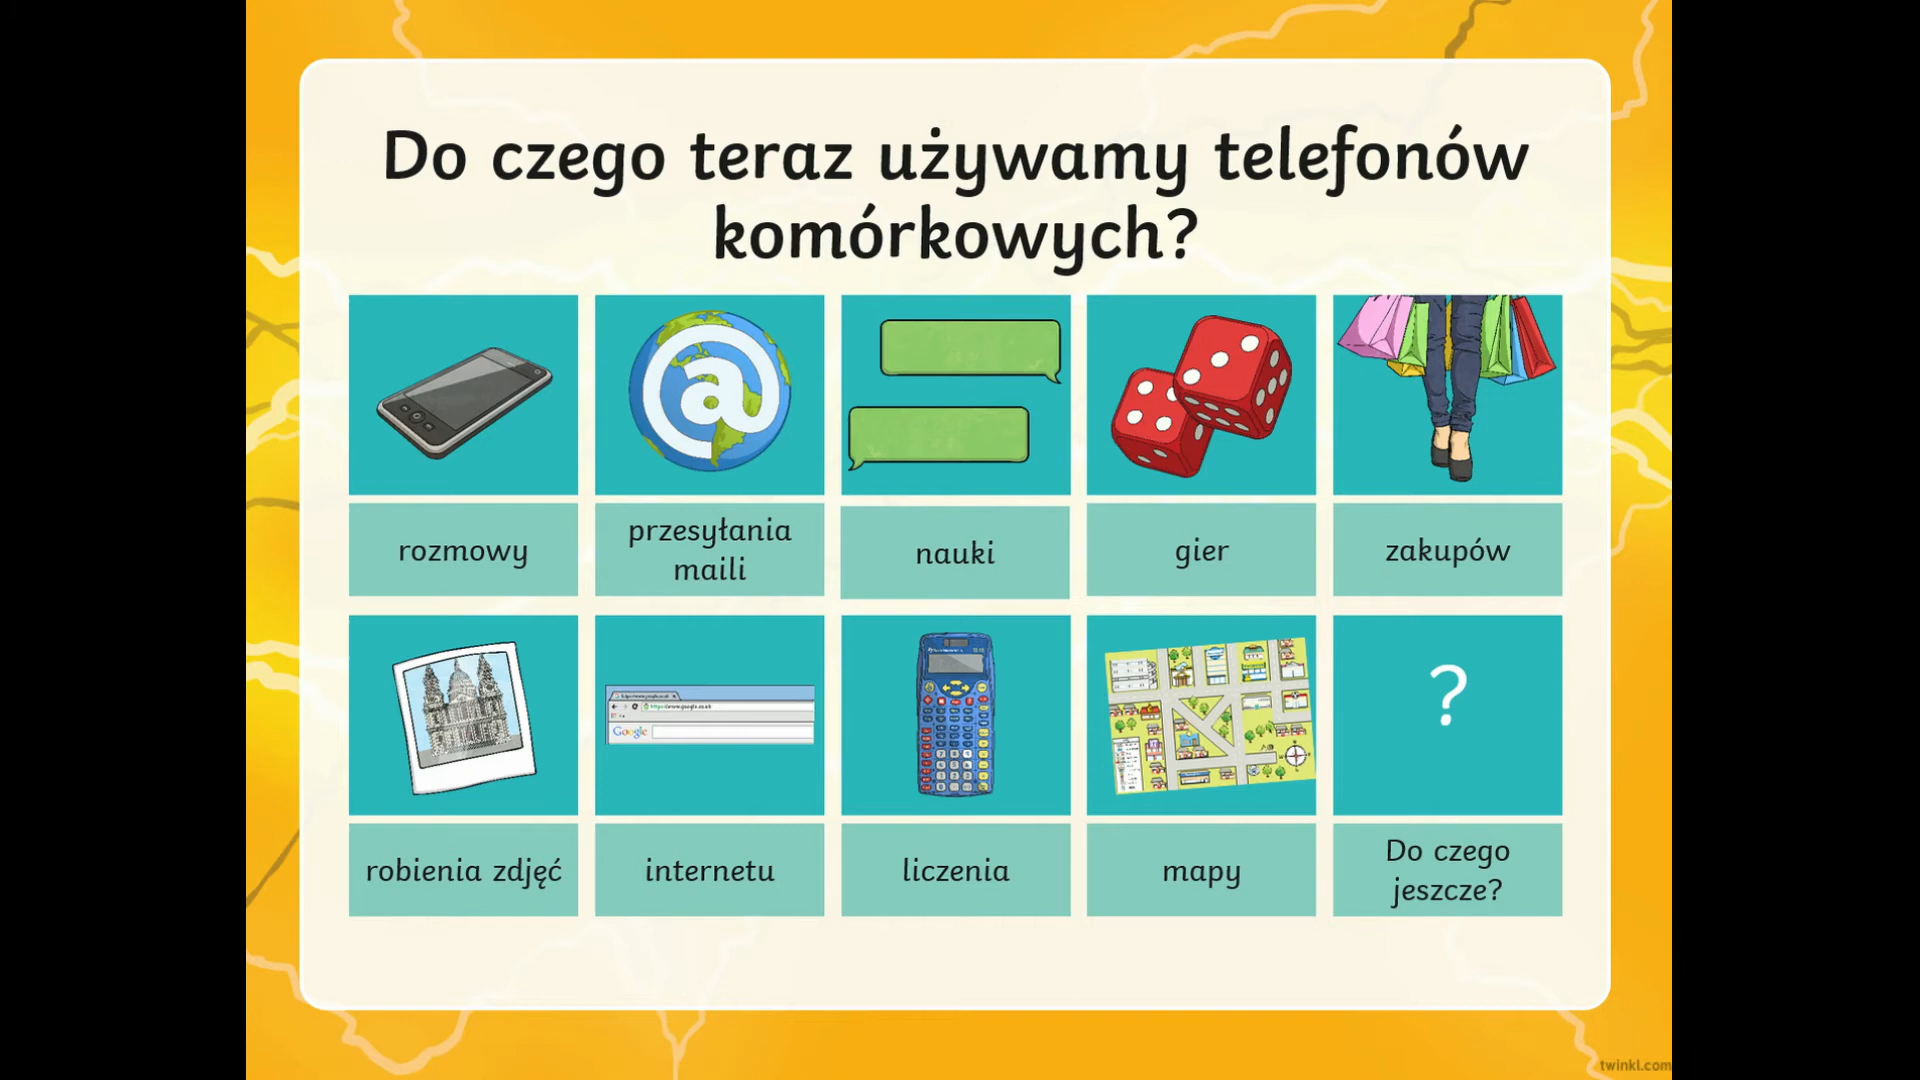 Do czego teraz używamy telefonów
komórkowych?
rozmowy
przesyłania
maili
nauki
gier
zakupów
Google
?
robienia zdjęć
internetu
liczenia
mapy
Do czego
jeszcze?
twinkl.com